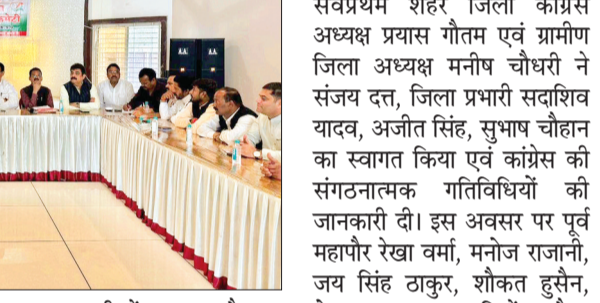 सर्वप्रथम शहर जिला कांग्रेस
अध्यक्ष प्रयास गौतम एवं ग्रामीण
जिला अध्यक्ष मनीष चौधरी ने
संजय दत्त, जिला प्रभारी सदाशिव
यादव, अजीत सिंह, सुभाष चौहान
का स्वागत किया एवं कांग्रेस की
संगठनात्मक गतिविधियों की
जानकारी दी। इस अवसर पर पूर्व
महापौर रेखा वर्मा, मनोज राजानी,
जय सिंह ठाकुर, शौकत हुसैन,